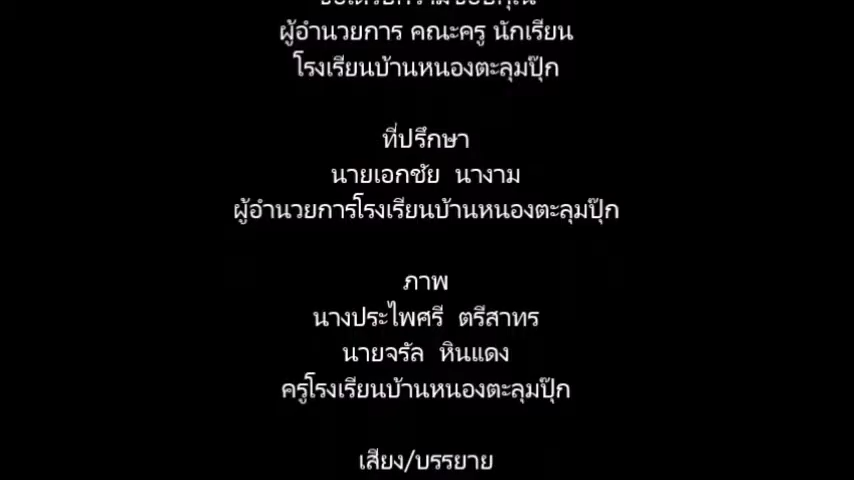 ผู้อำนวยการ คณะครู นักเรียน
โรงเรียนบ้านหนองตะลุมปุ๊ก
ที่ปรึกษา
นายเอกชัย นางาม
ผู้อำนวยการโรงเรียนบ้านหนองตะลุมปุ๊ก
ภาพ
นางประไพศรี ตรีสาทร
นายจรัล หินแดง
ครูโรงเรียนบ้านหนองตะลุมปุ๊ก
เสียง/บรรยาย